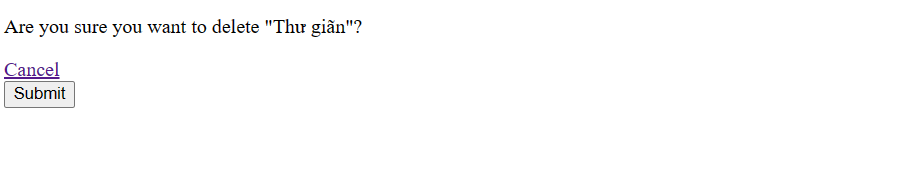 Are you sure you want to delete "Thư giãn"?
Cancel
Submit